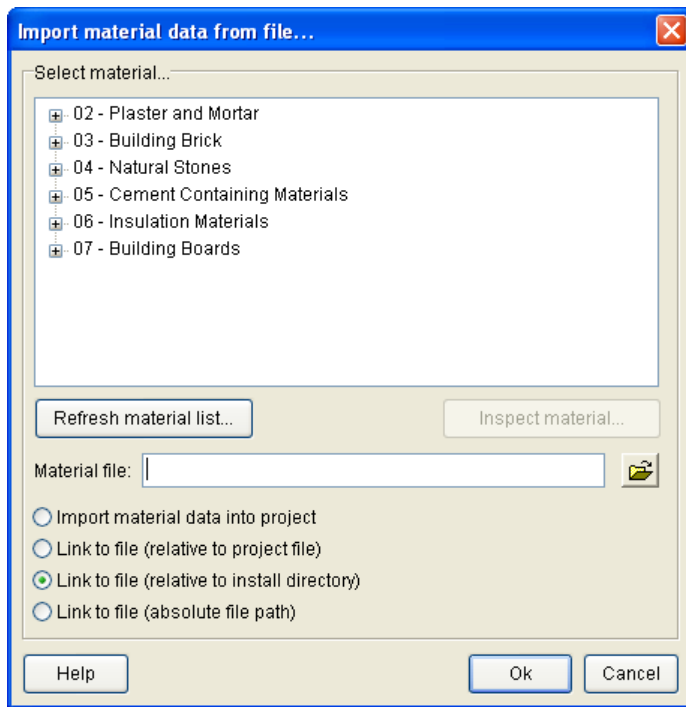 Import material data from file...
Select material...
02 - Plaster and Mortar
03 - Building Brick
04 - Natural Stones
05 - Cement Containing Materials
06 - Insulation Materials
07 - Building Boards
Refresh material list... Inspect material...
Material file:
Import material data into project
Link to file (relative to project file)
Link to file (relative to install directory)
Link to file (absolute file path)
Help Ok Cancel